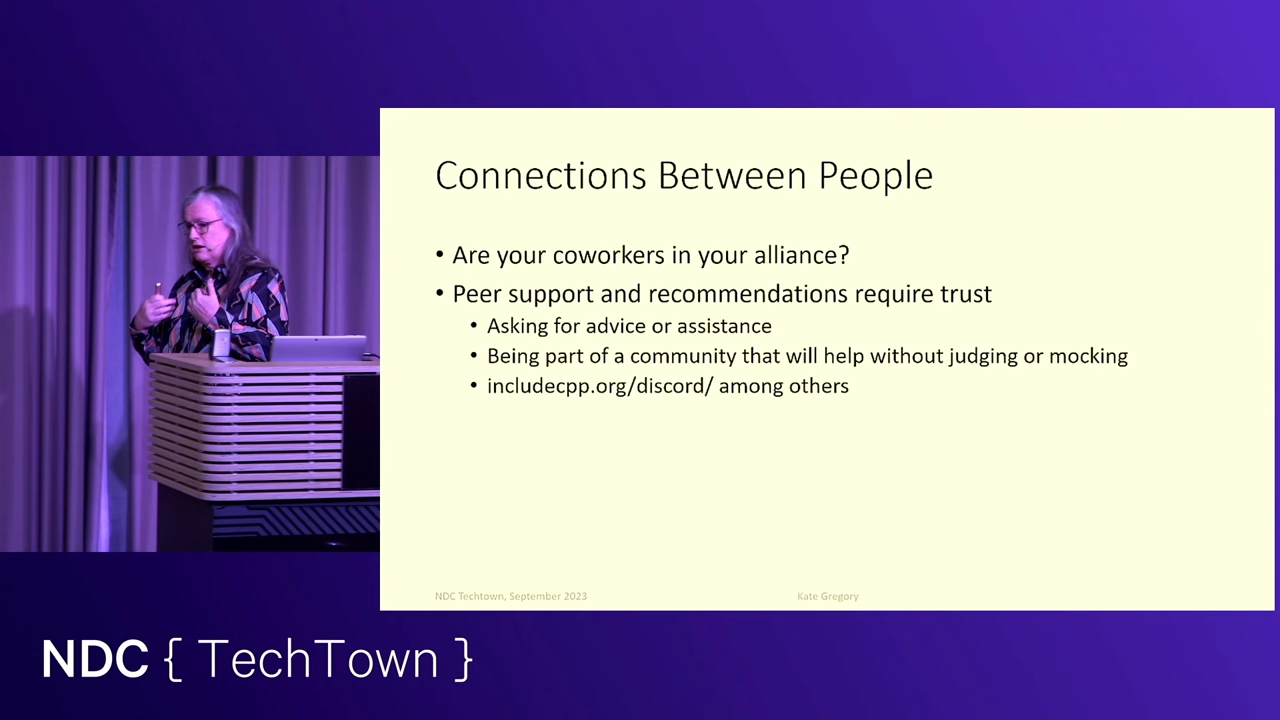 Connections Between People
• Are your coworkers in your alliance?
• Peer support and recommendations require trust
• Asking for advice or assistance
• Being part of a community that will help without judging or mocking
• includecpp.org/discord/ among others
NDC Techtown, September 2023
Kate Gregory
NDC { TechTown }